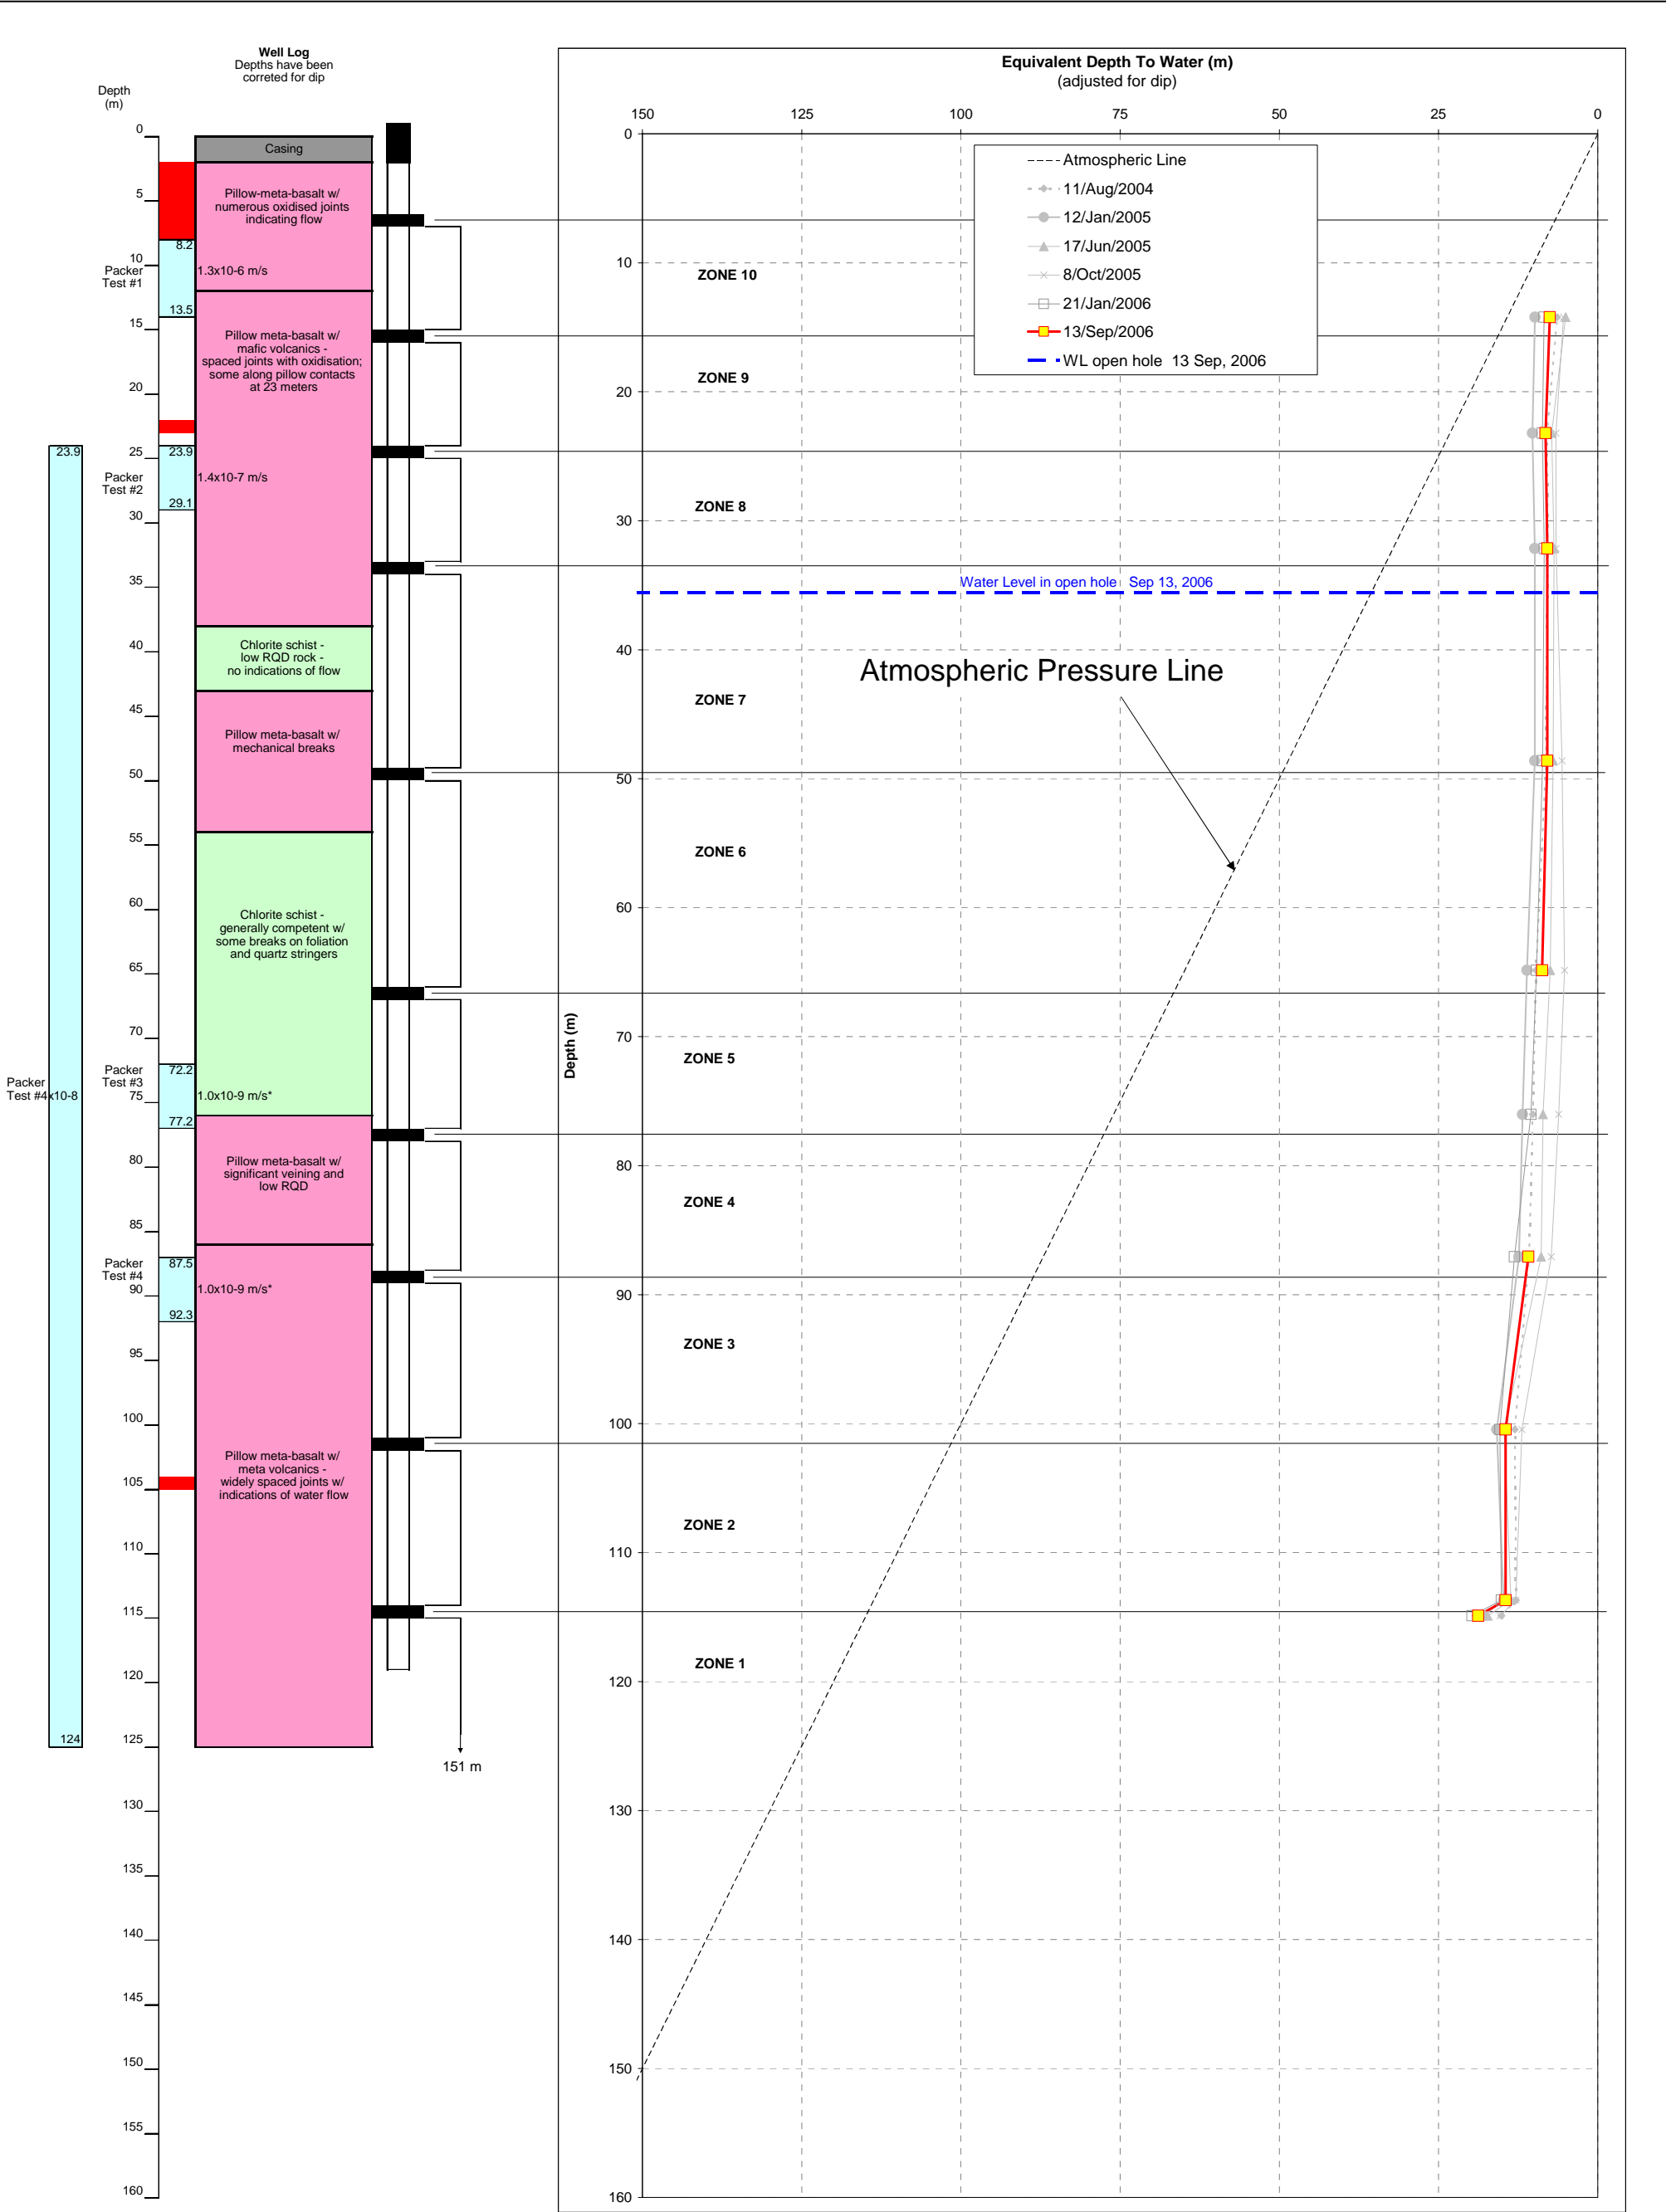 Well Log
Depths have been
correted for dip
Depth
(m)
0
5
10
15
20
25
30
35
40
45
50
55
60
65
70
75
80
85
90
95
100
105
110
115
120
125
130
135
140
145
150
155
160
Packer
Test #1
Packer
Test #2
Packer
Test #3
Packer
Test #4
Packer
Test #4x10-8
23.9
124
8.2
13.5
23.9
29.1
72.2
77.2
87.5
92.3
Casing
Pillow-meta-basalt w/
numerous oxidised joints
indicating flow
1.3x10-6 m/s
Pillow meta-basalt w/
mafic volcanics -
spaced joints with oxidisation;
some along pillow contacts
at 23 meters
1.4x10-7 m/s
Chlorite schist -
low RQD rock -
no indications of flow
Pillow meta-basalt w/
mechanical breaks
Chlorite schist -
generally competent w/
some breaks on foliation
and quartz stringers
1.0x10-9 m/s*
Pillow meta-basalt w/
significant veining and
low RQD
1.0x10-9 m/s*
Pillow meta-basalt w/
meta volcanics -
widely spaced joints w/
indications of water flow
151 m
Equivalent Depth To Water (m)
(adjusted for dip)
150 125 100 75 50 25 0
0
10
20
30
40
50
60
70
80
90
100
110
120
130
140
150
160
Depth (m)
Atmospheric Line
11/Aug/2004
12/Jan/2005
17/Jun/2005
8/Oct/2005
21/Jan/2006
13/Sep/2006
WL open hole 13 Sep, 2006
ZONE 10
ZONE 9
ZONE 8
Water Level in open hole Sep 13, 2006
Atmospheric Pressure Line
ZONE 7
ZONE 6
ZONE 5
ZONE 4
ZONE 3
ZONE 2
ZONE 1